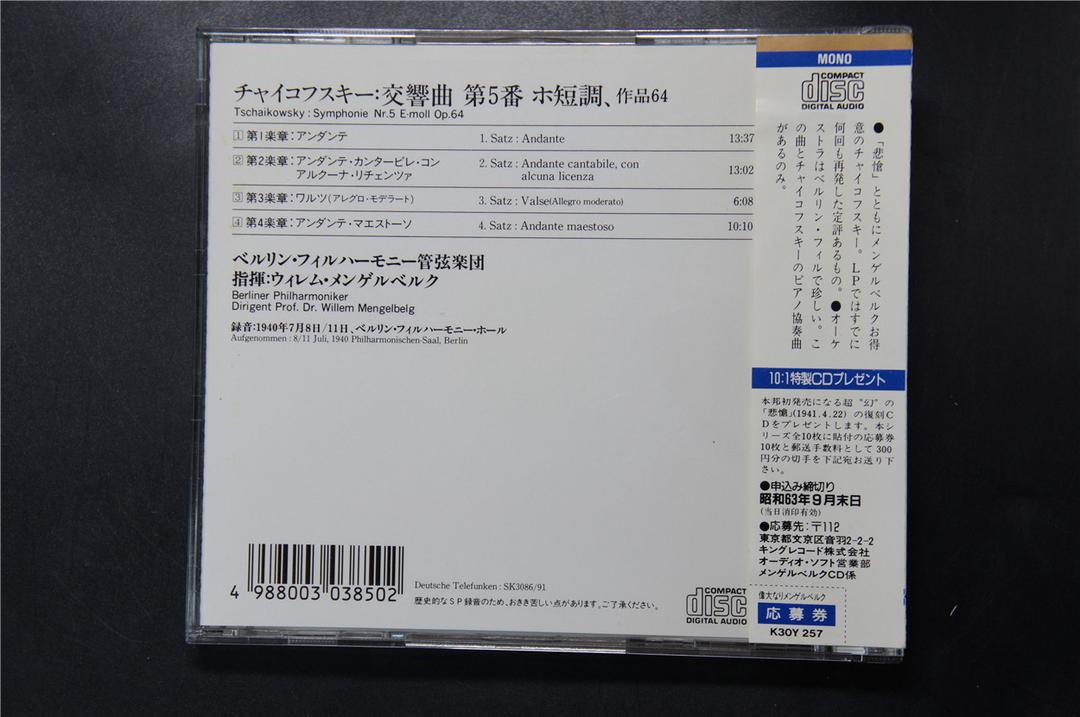 チャイコフスキー:交響曲 第5番 ホ短調、作品64
Tschaikowsky : Symphonie Nr.5 E-moll Op.64
1 第1楽章:アンダンテ 1. Satz : Andante 13:37
2 第2楽章:アンダンテ・カンタービレ・コン 2. Satz : Andante cantabile, con 13:02
アルクーナ・リチェンツァ alcuna licenza
3 第3楽章:ワルツ(アレグロ・モデラート) 3. Satz : Valse(Allegro moderato) 6:08
4 第4楽章:アンダンテ・マエストーソ 4. Satz : Andante maestoso 10:10
ベルリン・フィルハーモニー管弦楽団
指揮:ウィレム・メンゲルベルク
Berliner Philharmoniker
Dirigent Prof. Dr. Willem Mengelbelg
録音:1940年7月8日/11日、ベルリン・フィルハーモニー・ホール
Aufgenommen : 8/11 Juli, 1940 Philharmonischen-Saal, Berlin
4 988003 038502
Deutsche Telefunken : SK3086/91
歴史的なSP録音のため、おきき苦しい点があります。ご了承ください。
COMPACT
disc
DIGITAL AUDIO
MONO
COMPACT
disc
DIGITAL AUDIO
●「悲愴」とともにメンゲルベルクお得
意のチャイコフスキー。LPではすでに
何回も再発した定評あるもの。●オーケ
ストラはベルリン・フィルで珍しい。こ
の曲とチャイコフスキーのピアノ協奏曲
があるのみ。
10:1特製CDプレゼント
本邦初発売になる超〝幻〟の
「悲愴」(1941.4.22)の復刻C
Dをプレゼントします。本シ
リーズ全10枚に貼付の応募券
10枚と郵送手数料として300
円分の切手を下記宛お送り下
さい。
●申込み締切り
昭和63年9月末日
(当日消印有効)
●応募先:〒112
東京都文京区音羽2-2-2
キングレコード株式会社
オーディオ・ソフト営業部
メンゲルベルクCD係
偉大なりメンゲルベルク
応募券
K30Y 257